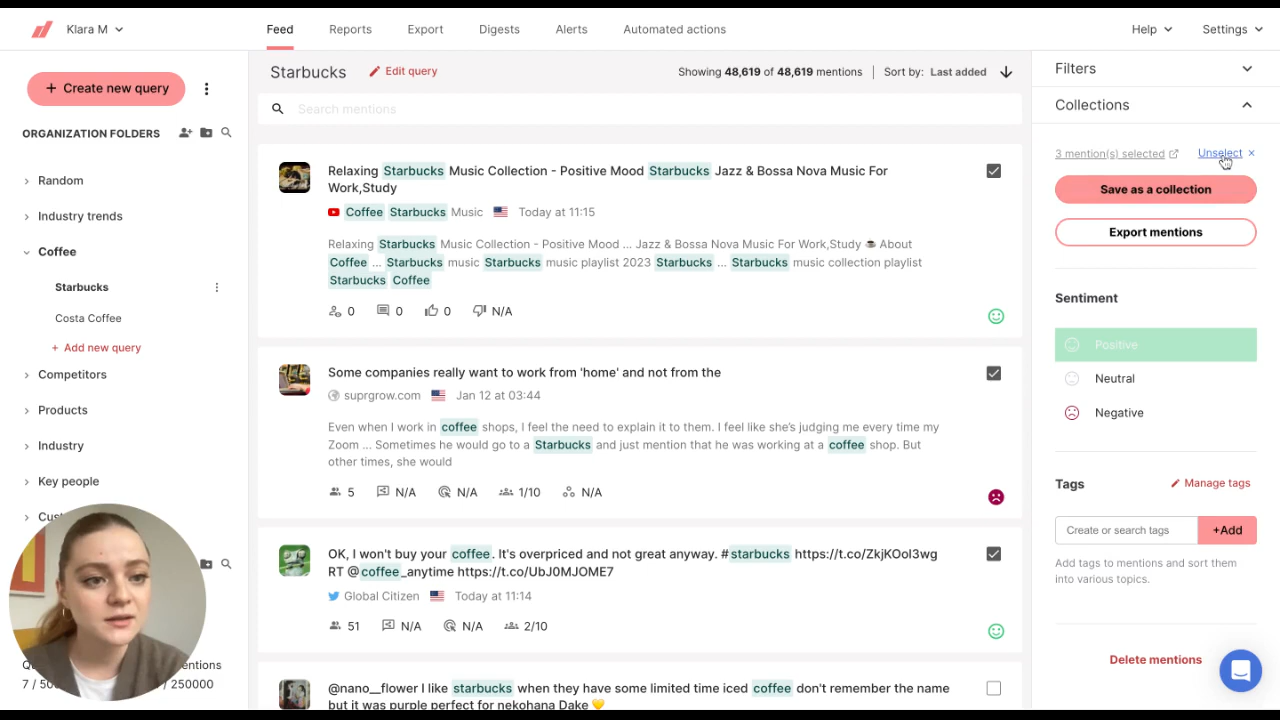 Klara M
Feed
Reports
Export
Digests
Alerts
Automated actions
Help
Settings
+ Create new query
ORGANIZATION FOLDERS
Random
Industry trends
Coffee
Starbucks
Costa Coffee
+ Add new query
Competitors
Products
Industry
Key people
7 / 50
/ 250000
Starbucks
Edit query
Showing 48,619 of 48,619 mentions
Sort by: Last added
Search mentions
Relaxing Starbucks Music Collection - Positive Mood Starbucks Jazz & Bossa Nova Music For
Work,Study
Coffee Starbucks Music Today at 11:15
Relaxing Starbucks Music Collection - Positive Mood ... Jazz & Bossa Nova Music For Work,Study ☕ About
Coffee ... Starbucks music Starbucks music playlist 2023 Starbucks ... Starbucks music collection playlist
Starbucks Coffee
0 0 0 N/A
Some companies really want to work from 'home' and not from the
suprgrow.com Jan 12 at 03:44
Even when I work in coffee shops, I feel the need to explain it to them. I feel like she's judging me every time my
Zoom ... Sometimes he would go to a Starbucks and just mention that he was working at a coffee shop. But
other times, she would
5 N/A N/A 1/10 N/A
OK, I won't buy your coffee. It's overpriced and not great anyway. #starbucks https://t.co/ZkjKOol3wg
RT @coffee_anytime https://t.co/UbJ0MJOME7
Global Citizen Today at 11:14
51 N/A N/A 2/10
@nano__flower I like starbucks when they have some limited time iced coffee don't remember the name
but it was purple perfect for nekohana Dake 💛
Filters
Collections
3 mention(s) selected
Unselect ×
Save as a collection
Export mentions
Sentiment
Positive
Neutral
Negative
Tags
Manage tags
Create or search tags
+Add
Add tags to mentions and sort them
into various topics.
Delete mentions